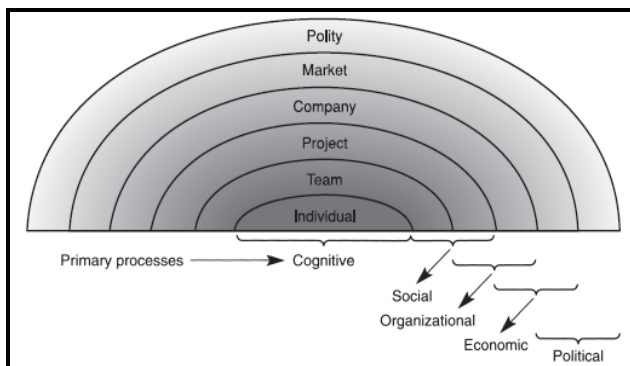 Polity
Market
Company
Project
Team
Individual
Primary processes
Cognitive
Social
Organizational
Economic
Political